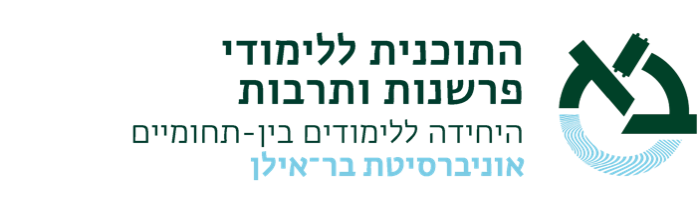 התוכנית ללימודי
פרשנות ותרבות
היחידה ללימודים בין-תחומיים
אוניברסיטת בר־אילן